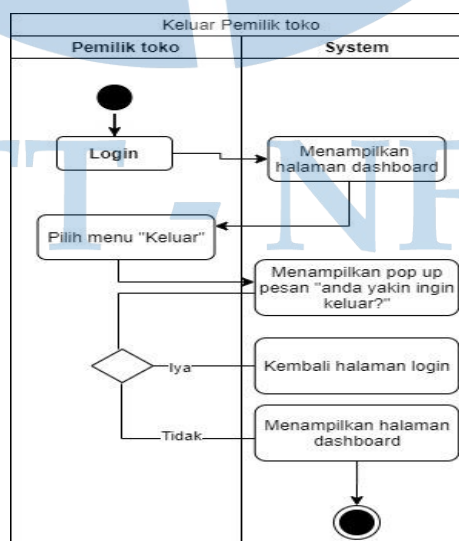 Keluar Pemilik toko
Pemilik toko
System
Login
Menampilkan
halaman dashboard
Pilih menu "Keluar"
Menampilkan pop up
pesan "anda yakin ingin
keluar?"
Iya
Kembali halaman login
Tidak
Menampilkan halaman
dashboard